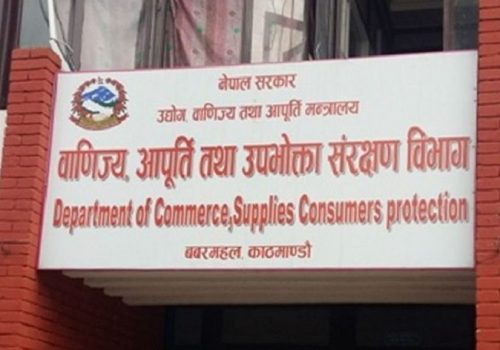 नेपाल सरकार
उद्योग, वाणिज्य तथा आपूर्ति मन्त्रालय
वाणिज्य, आपूर्ति तथा उपभोक्ता संरक्षण विभाग
Department of Commerce,Supplies Consumers protection
बबरमहल, काठमाण्डौ